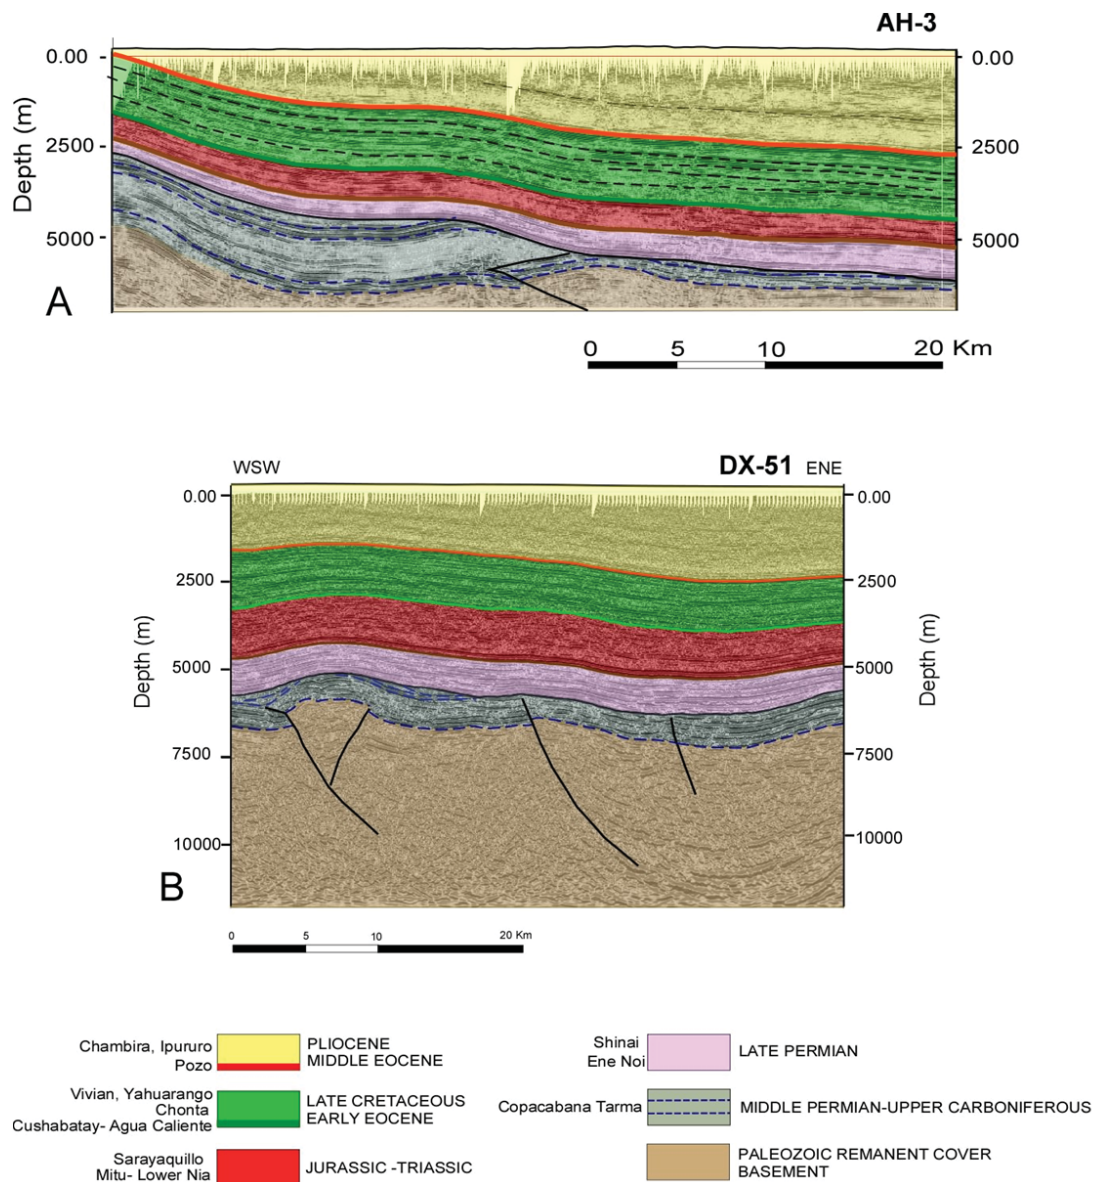 AH-3
0.00
0.00
Depth (m)
2500
2500
5000
5000
A
0 5 10 20 Km
WSW
DX-51 ENE
0.00
0.00
2500
2500
Depth (m)
Depth (m)
5000
5000
7500
7500
10000
10000
B
0 5 10 20 Km
Chambira, Ipururo
Pozo
PLIOCENE
MIDDLE EOCENE
Vivian, Yahuarango
Chonta
Cushabatay- Agua Caliente
LATE CRETACEOUS
EARLY EOCENE
Sarayaquillo
Mitu- Lower Nia
JURASSIC -TRIASSIC
Shinai
Ene Noi
LATE PERMIAN
Copacabana Tarma
MIDDLE PERMIAN-UPPER CARBONIFEROUS
PALEOZOIC REMANENT COVER
BASEMENT